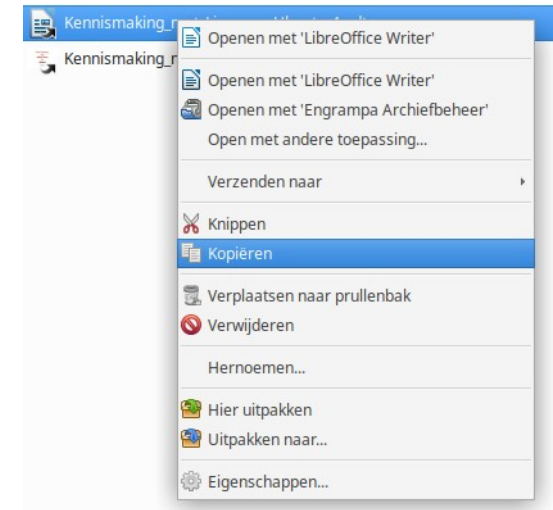 Kennismaking_
Openen met 'LibreOffice Writer'
Kennismaking_
Openen met 'LibreOffice Writer'
Openen met 'Engrampa Archiefbeheer'
Open met andere toepassing...
Verzenden naar
Knippen
Kopiëren
Verplaatsen naar prullenbak
Verwijderen
Hernoemen...
Hier uitpakken
Uitpakken naar...
Eigenschappen...